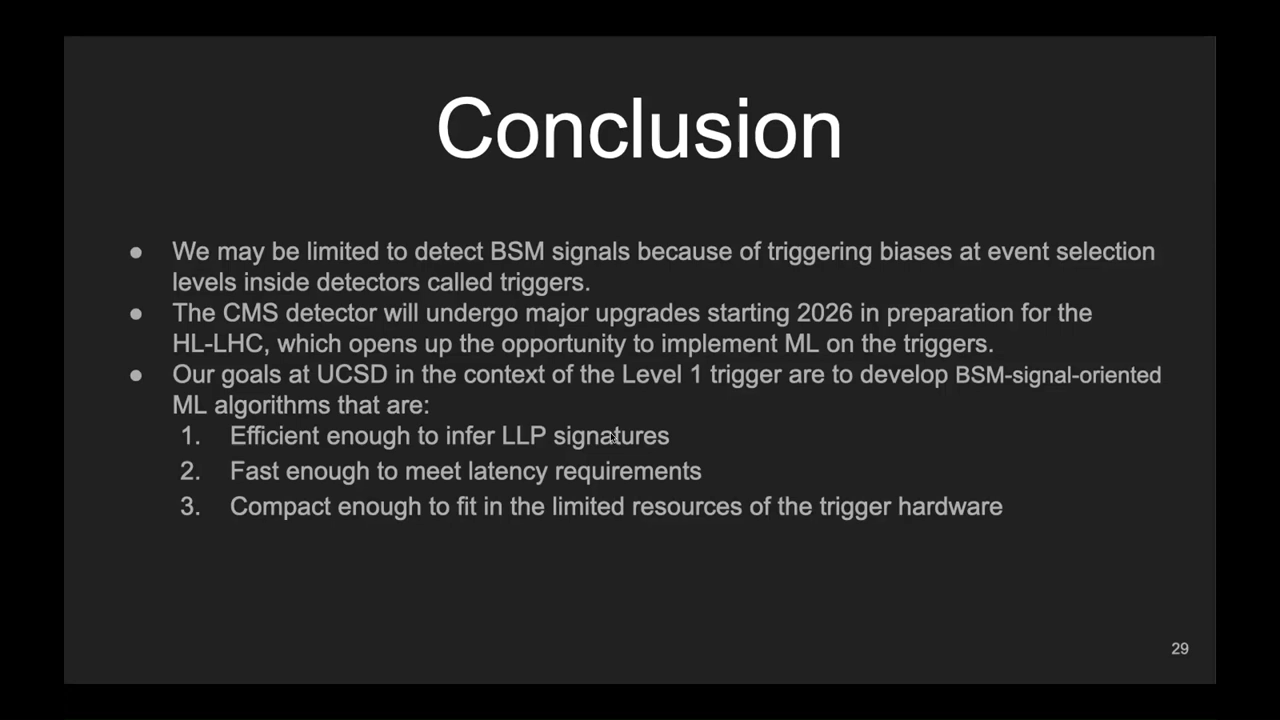 Conclusion
● We may be limited to detect BSM signals because of triggering biases at event selection
levels inside detectors called triggers.
● The CMS detector will undergo major upgrades starting 2026 in preparation for the
HL-LHC, which opens up the opportunity to implement ML on the triggers.
● Our goals at UCSD in the context of the Level 1 trigger are to develop BSM-signal-oriented
ML algorithms that are:
1. Efficient enough to infer LLP signatures
2. Fast enough to meet latency requirements
3. Compact enough to fit in the limited resources of the trigger hardware
29